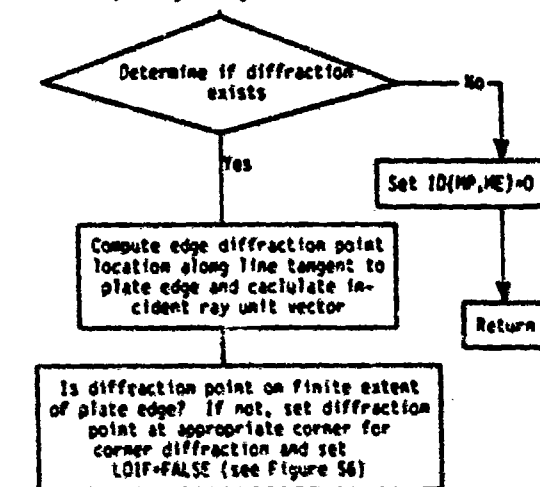 Determine if diffraction
exists
No
Yes
Set ID(MP,ME)=0
Compute edge diffraction point
location along line tangent to
plate edge and caclulate in-
cident ray unit vector
Return
Is diffraction point on finite extent
of plate edge? If not, set diffraction
point at appropriate corner for
corner diffraction and set
LDIF=FALSE (see Figure 56)